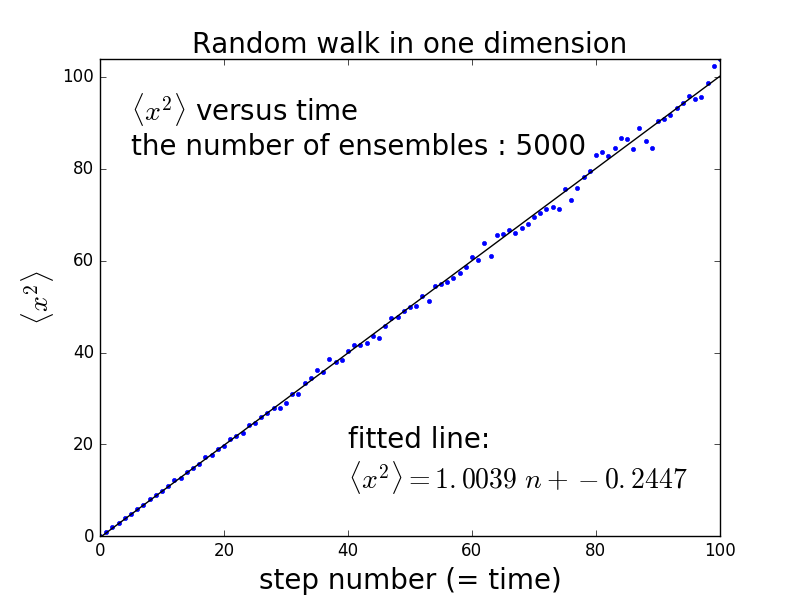 Random walk in one dimension
⟨x²⟩ versus time
the number of ensembles : 5000
fitted line:
⟨x²⟩ = 1.0039 n + −0.2447
⟨x²⟩
100
80
60
40
20
0
0 20 40 60 80 100
step number (= time)